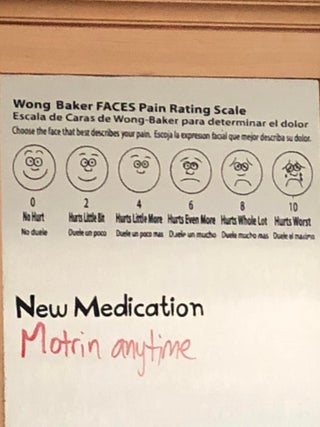 Wong Baker FACES Pain Rating Scale
Escala de Caras de Wong-Baker para determinar el dolor
Choose the face that best describes your pain. Escoja la expresion facial que mejor describa su dolor.
0 2 4 6 8 10
No Hurt Hurts Little Bit Hurts Little More Hurts Even More Hurts Whole Lot Hurts Worst
No duele Duele un poco Duele un poco mas Duele un mucho Duele mucho mas Duele el maximo
New Medication
Motrin anytime